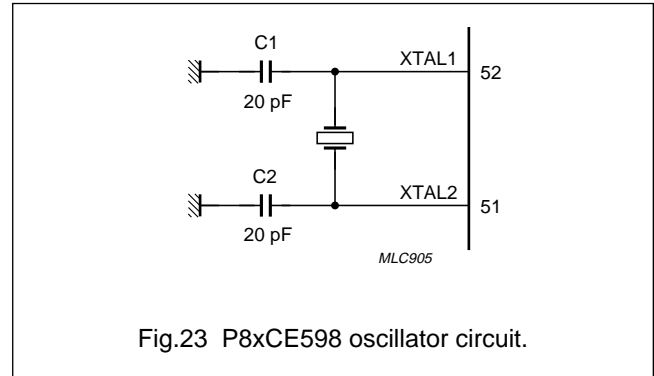 C1
XTAL1
52
20 pF
C2
XTAL2
51
20 pF
MLC905
Fig.23 P8xCE598 oscillator circuit.